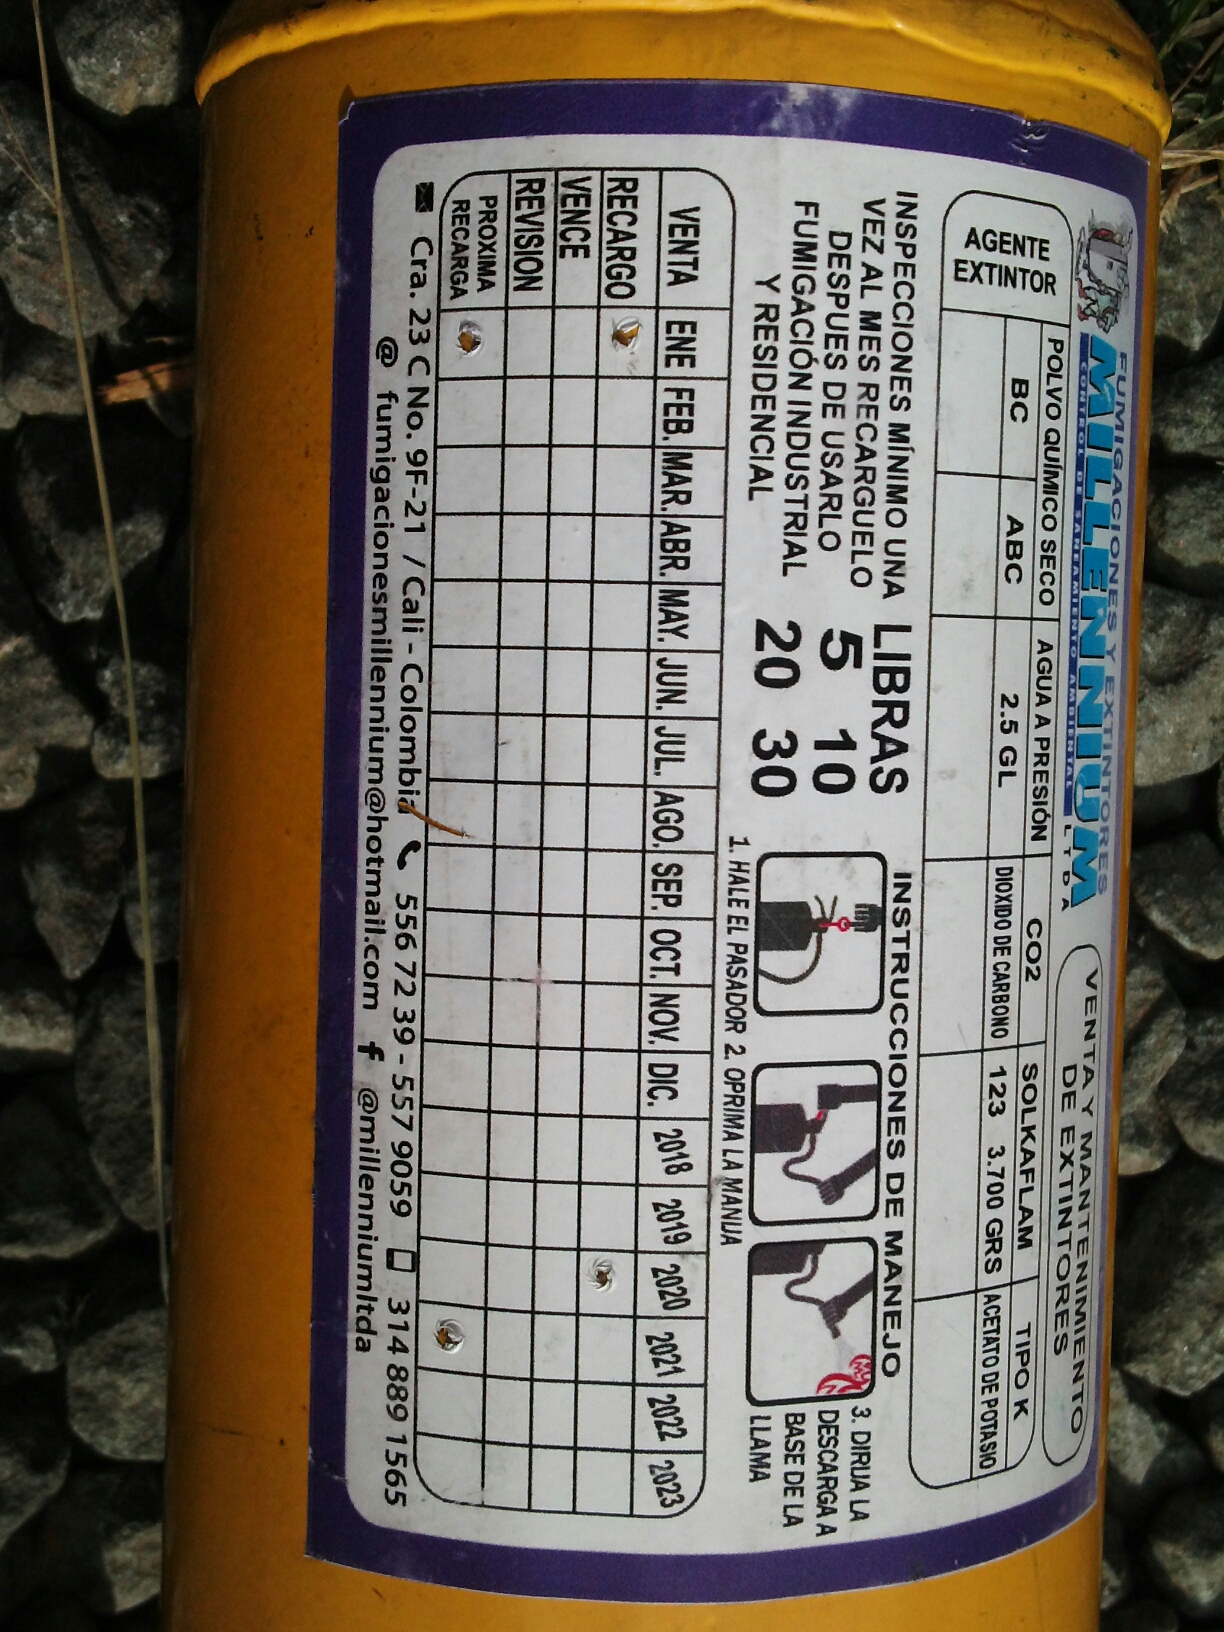 FUMIGACIONES Y EXTINTORES
MILLENNIUM LTDA
CONTROL DE SANEAMIENTO AMBIENTAL
VENTA Y MANTENIMIENTO
DE EXTINTORES
AGENTE
EXTINTOR
POLVO QUÍMICO SECO
AGUA A PRESIÓN
CO2
SOLKAFLAM
TIPO K
BC
ABC
2.5 GL
DIOXIDO DE CARBONO
123 3.700 GRS
ACETATO DE POTASIO
INSPECCIONES MÍNIMO UNA
VEZ AL MES RECARGUELO
DESPUES DE USARLO
FUMIGACIÓN INDUSTRIAL
Y RESIDENCIAL
LIBRAS
5 10
20 30
INSTRUCCIONES DE MANEJO
1. HALE EL PASADOR 2. OPRIMA LA MANIJA
3. DIRIJA LA
DESCARGA A
BASE DE LA
LLAMA
VENTA ENE FEB. MAR. ABR. MAY. JUN. JUL. AGO. SEP. OCT. NOV. DIC. 2018 2019 2020 2021 2022 2023
RECARGO
VENCE
REVISION
PROXIMA
RECARGA
Cra. 23 C No. 9F-21 / Cali - Colombia 556 72 39 - 557 9059 314 889 1565
@ fumigacionesmillennium@hotmail.com f @millenniumltda